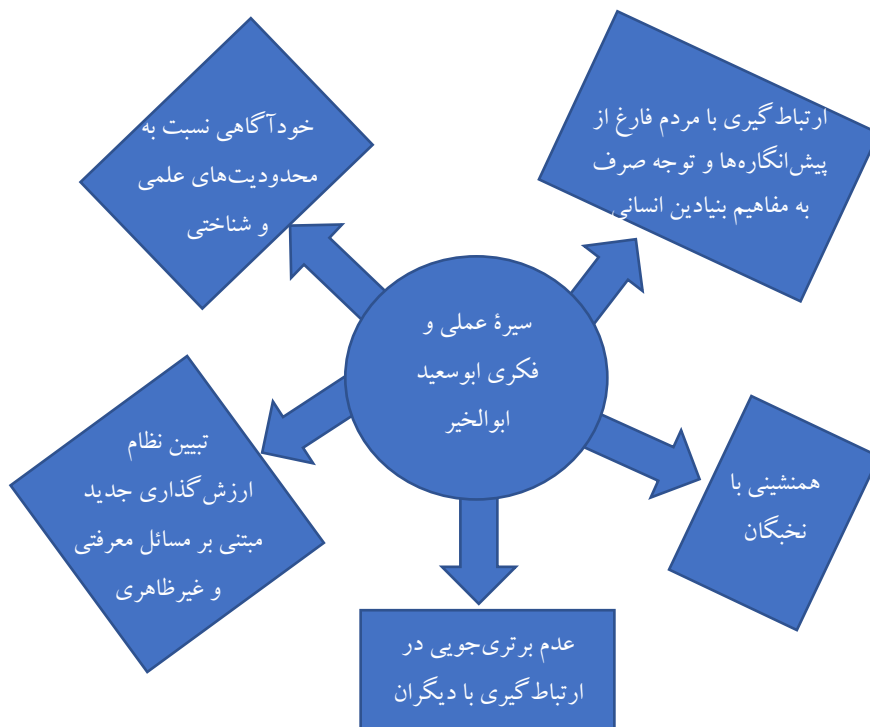 ارتباط‌گیری با مردم فارغ از
پیش‌انگاره‌ها و توجه صرف
به مفاهیم بنیادین انسانی
خودآگاهی نسبت به
محدودیت‌های علمی
و شناختی
سیرۀ عملی و
فکری ابوسعید
ابوالخیر
همنشینی با
نخبگان
تبیین نظام
ارزش‌گذاری جدید
مبتنی بر مسائل معرفتی
و غیرظاهری
عدم برتری‌جویی در
ارتباط‌گیری با دیگران